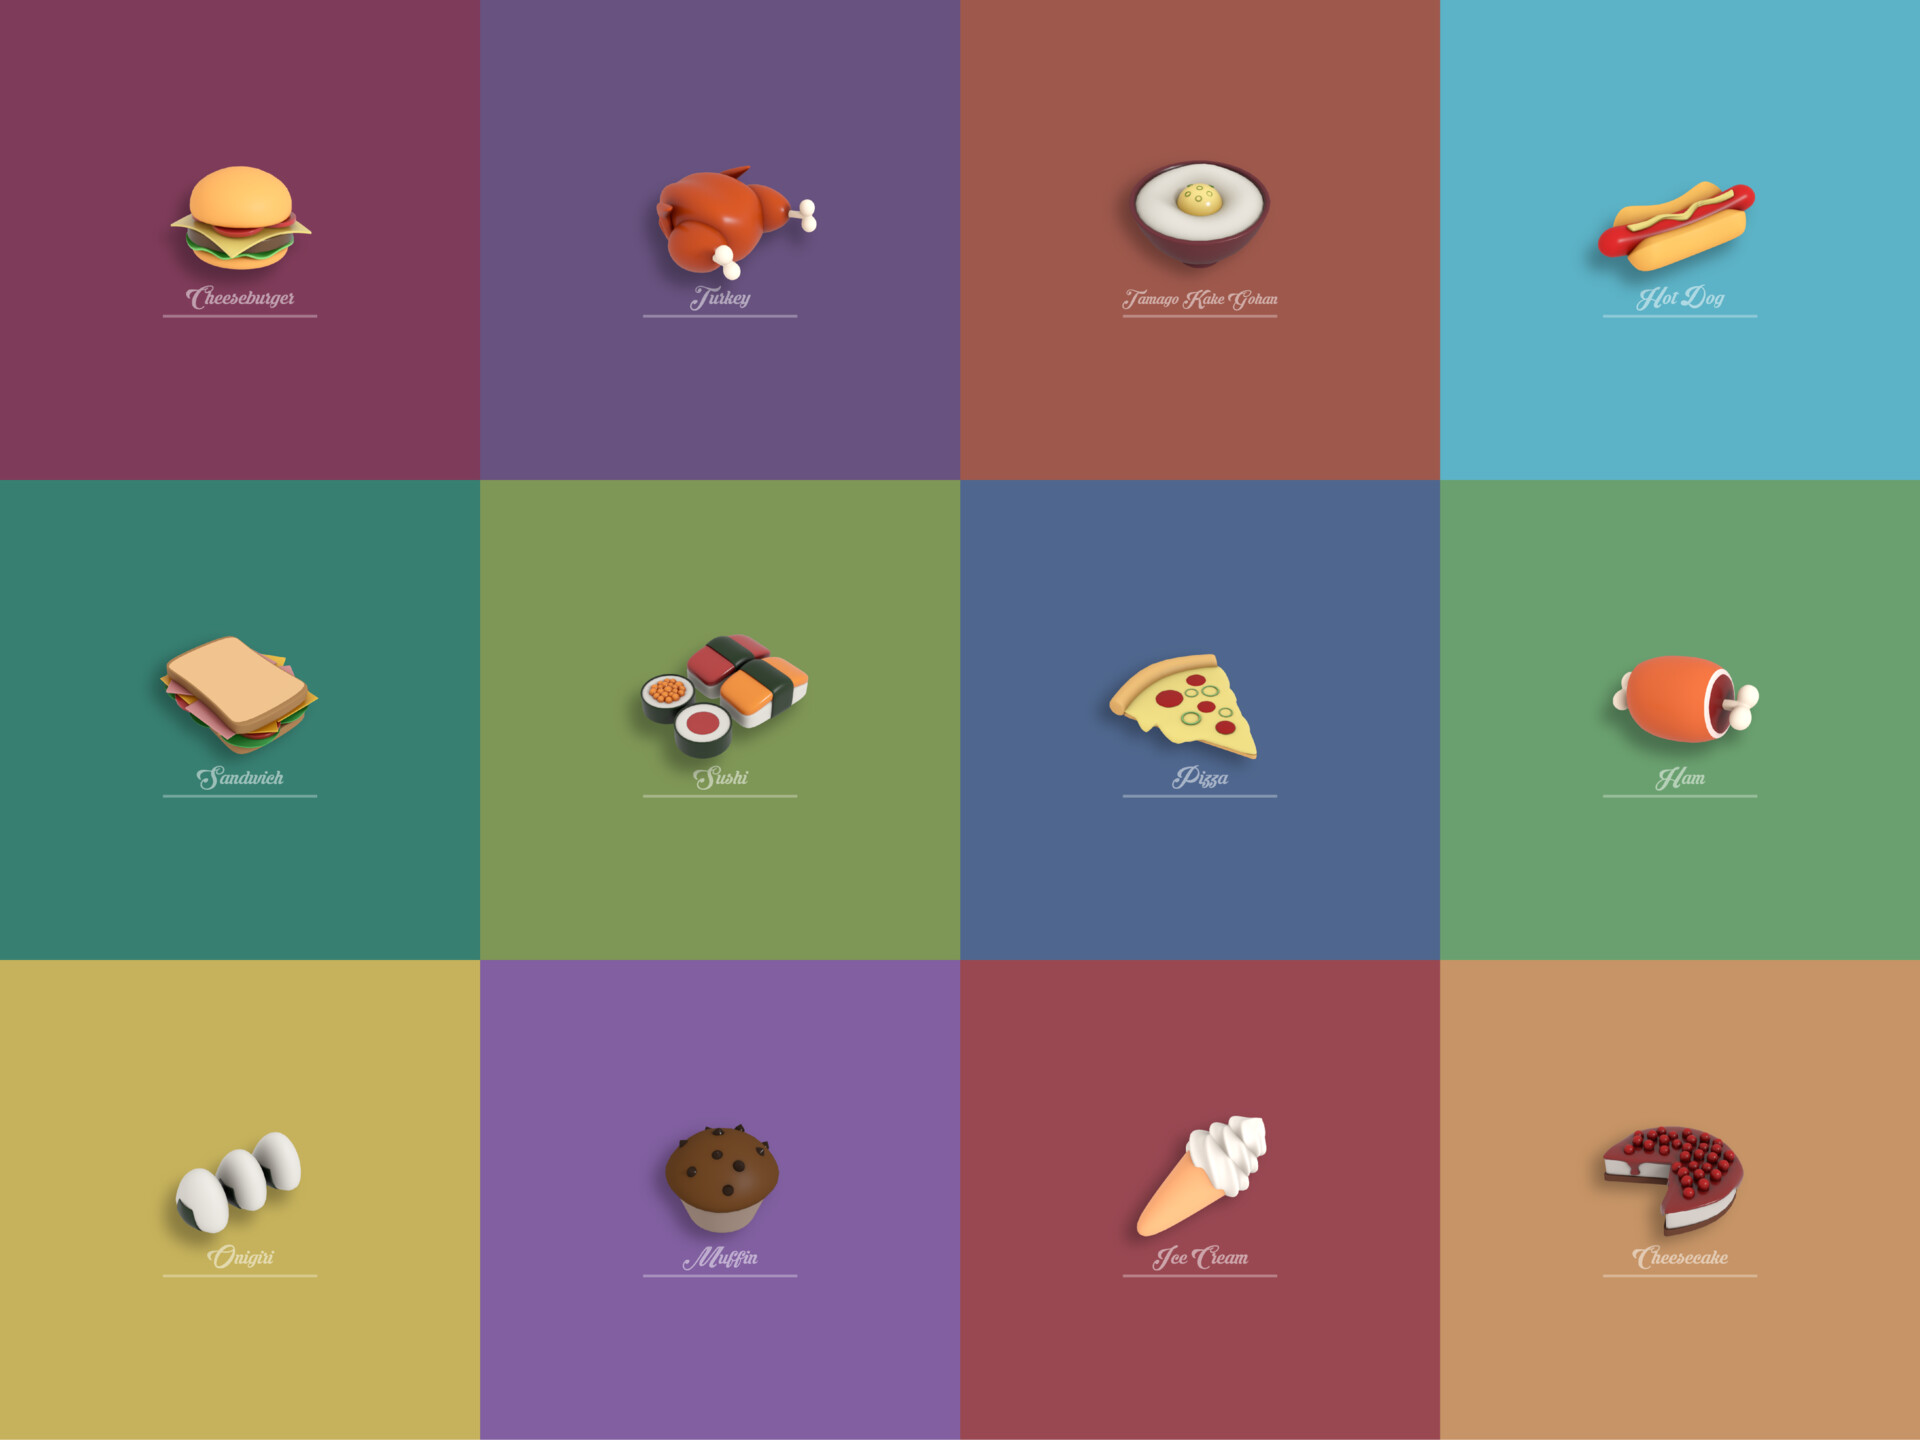 Cheeseburger
Turkey
Tamago Kake Gohan
Hot Dog
Sandwich
Sushi
Pizza
Ham
Onigiri
Muffin
Ice Cream
Cheesecake